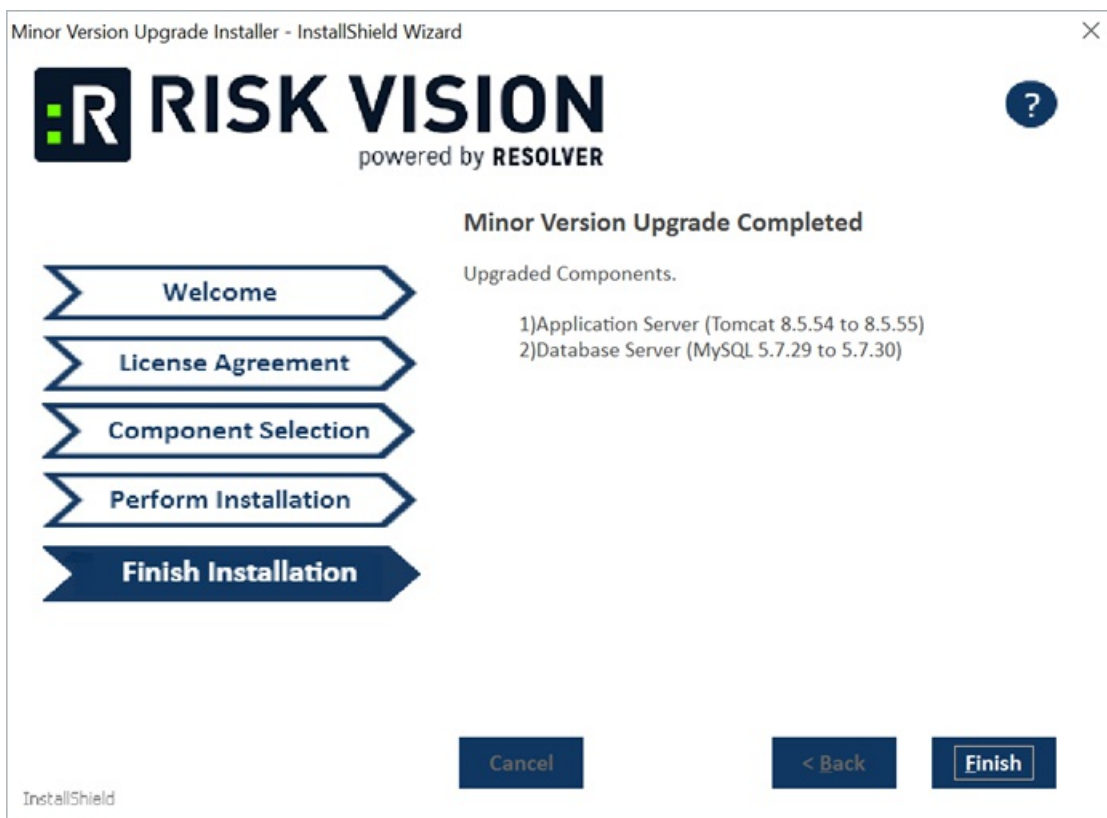 Minor Version Upgrade Installer - InstallShield Wizard
:R RISK VISION
powered by RESOLVER
?
Minor Version Upgrade Completed
Upgraded Components.
1)Application Server (Tomcat 8.5.54 to 8.5.55)
2)Database Server (MySQL 5.7.29 to 5.7.30)
Welcome
License Agreement
Component Selection
Perform Installation
Finish Installation
Cancel
< Back
Finish
InstallShield